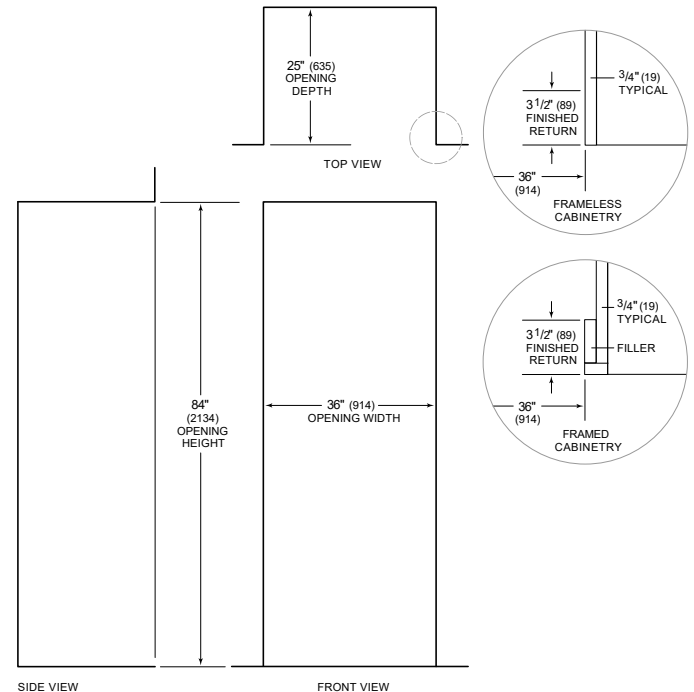 25" (635)
OPENING
DEPTH
TOP VIEW
3/4" (19)
TYPICAL
3 1/2" (89)
FINISHED
RETURN
36"
(914)
FRAMELESS
CABINETRY
3/4" (19)
TYPICAL
3 1/2" (89)
FINISHED
RETURN
FILLER
36"
(914)
FRAMED
CABINETRY
84"
(2134)
OPENING
HEIGHT
36" (914)
OPENING WIDTH
SIDE VIEW
FRONT VIEW